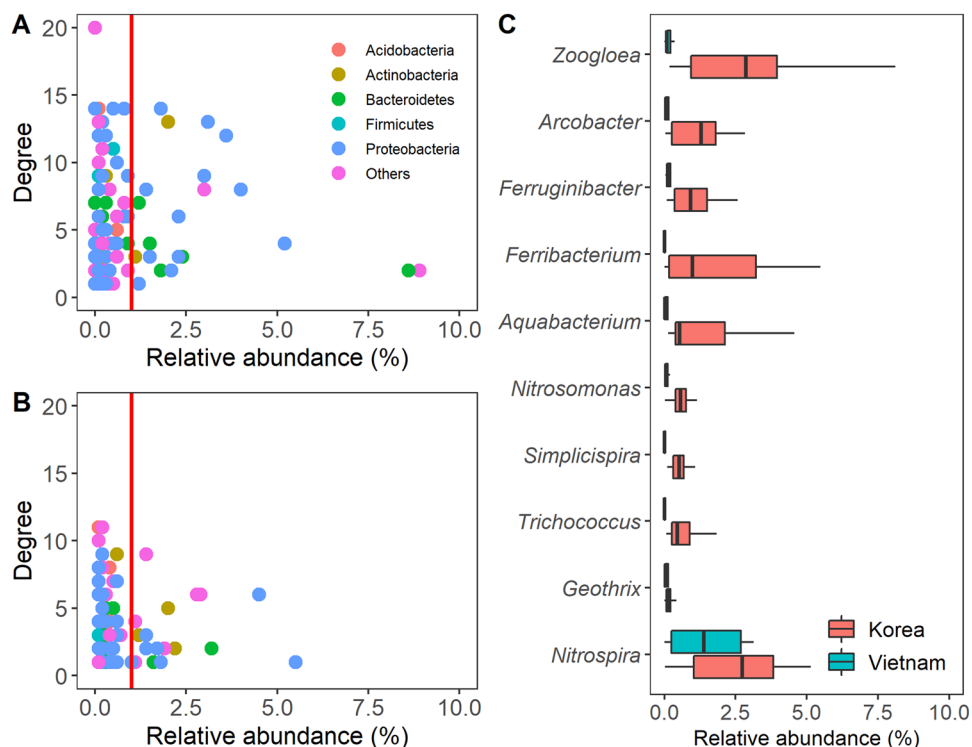 A
Degree
20
15
10
5
0
Acidobacteria
Actinobacteria
Bacteroidetes
Firmicutes
Proteobacteria
Others
0.0 2.5 5.0 7.5 10.0
Relative abundance (%)
B
Degree
20
15
10
5
0
0.0 2.5 5.0 7.5 10.0
Relative abundance (%)
C
Zoogloea
Arcobacter
Ferruginibacter
Ferribacterium
Aquabacterium
Nitrosomonas
Simplicispira
Trichococcus
Geothrix
Nitrospira
Korea
Vietnam
0.0 2.5 5.0 7.5 10.0
Relative abundance (%)